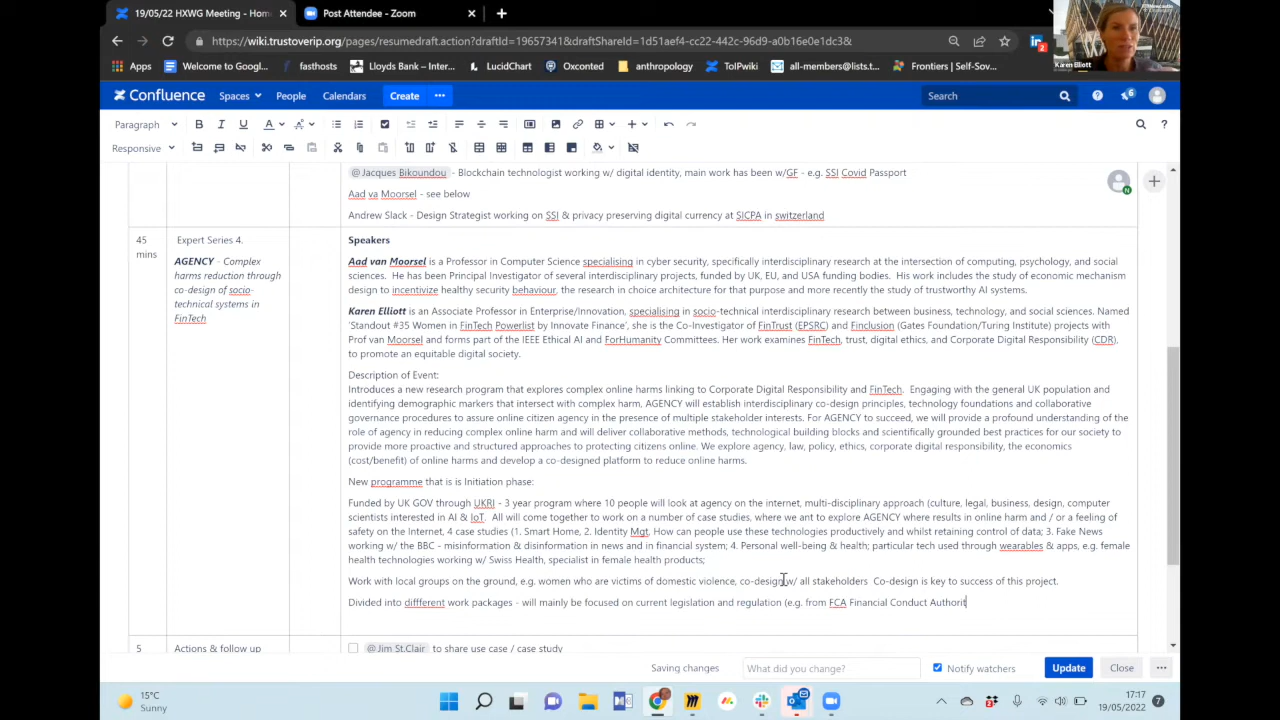 19/05/22 HXWG Meeting - Hom
Post Attendee - Zoom
https://wiki.trustoverip.org/pages/resumedraft.action?draftId=19657341&draftShareId=1d51aef4-cc22-442c-96d9-a0b16e0e1dc3&
Apps
Welcome to Google...
fasthosts
Lloyds Bank – Inter...
LucidChart
Oxconted
anthropology
ToIPwiki
all-members@lists.t...
Frontiers | Self-Sov...
2
Karen Elliott
Confluence
Spaces
People
Calendars
Create
Search
6
Paragraph
Responsive
@Jacques Bikoundou - Blockchain technologist working w/ digital identity, main work has been w/GF - e.g. SSI Covid Passport
Aad va Moorsel - see below
Andrew Slack - Design Strategist working on SSI & privacy preserving digital currency at SICPA in switzerland
45
mins
Expert Series 4.
AGENCY - Complex
harms reduction through
co-design of socio-
technical systems in
FinTech
Speakers
Aad van Moorsel is a Professor in Computer Science specialising in cyber security, specifically interdisciplinary research at the intersection of computing, psychology, and social
sciences. He has been Principal Investigator of several interdisciplinary projects, funded by UK, EU, and USA funding bodies. His work includes the study of economic mechanism
design to incentivize healthy security behaviour, the research in choice architecture for that purpose and more recently the study of trustworthy AI systems.
Karen Elliott is an Associate Professor in Enterprise/Innovation, specialising in socio-technical interdisciplinary research between business, technology, and social sciences. Named
'Standout #35 Women in FinTech Powerlist by Innovate Finance', she is the Co-Investigator of FinTrust (EPSRC) and Finclusion (Gates Foundation/Turing Institute) projects with
Prof van Moorsel and forms part of the IEEE Ethical AI and ForHumanity Committees. Her work examines FinTech, trust, digital ethics, and Corporate Digital Responsibility (CDR),
to promote an equitable digital society.
Description of Event:
Introduces a new research program that explores complex online harms linking to Corporate Digital Responsibility and FinTech. Engaging with the general UK population and
identifying demographic markers that intersect with complex harm, AGENCY will establish interdisciplinary co-design principles, technology foundations and collaborative
governance procedures to assure online citizen agency in the presence of multiple stakeholder interests. For AGENCY to succeed, we will provide a profound understanding of the
role of agency in reducing complex online harm and will deliver collaborative methods, technological building blocks and scientifically grounded best practices for our society to
provide more proactive and structured approaches to protecting citizens online. We explore agency, law, policy, ethics, corporate digital responsibility, the economics
(cost/benefit) of online harms and develop a co-designed platform to reduce online harms.
New programme that is is Initiation phase:
Funded by UK GOV through UKRI - 3 year program where 10 people will look at agency on the internet, multi-disciplinary approach (culture, legal, business, design, computer
scientists interested in AI & IoT. All will come together to work on a number of case studies, where we ant to explore AGENCY where results in online harm and / or a feeling of
safety on the Internet, 4 case studies (1. Smart Home, 2. Identity Mgt, How can people use these technologies productively and whilst retaining control of data; 3. Fake News
working w/ the BBC - misinformation & disinformation in news and in financial system; 4. Personal well-being & health; particular tech used through wearables & apps, e.g. female
health technologies working w/ Swiss Health, specialist in female health products;
Work with local groups on the ground, e.g. women who are victims of domestic violence, co-design w/ all stakeholders Co-design is key to success of this project.
Divided into diffferent work packages - will mainly be focused on current legislation and regulation (e.g. from FCA Financial Conduct Authorit
5
Actions & follow up
@Jim St.Clair to share use case / case study
Saving changes
What did you change?
Notify watchers
Update
Close
15°C
Sunny
17:17
19/05/2022
7